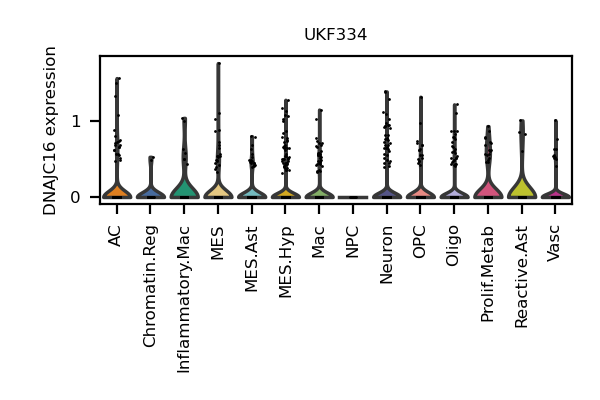 UKF334
DNAJC16 expression
1
0
AC
Chromatin.Reg
Inflammatory.Mac
MES
MES.Ast
MES.Hyp
Mac
NPC
Neuron
OPC
Oligo
Prolif.Metab
Reactive.Ast
Vasc